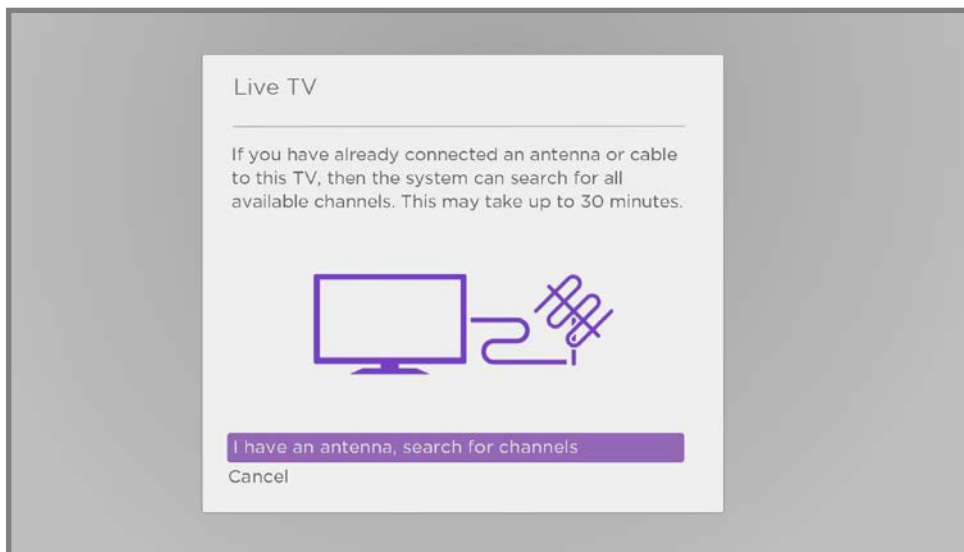 Live TV
If you have already connected an antenna or cable
to this TV, then the system can search for all
available channels. This may take up to 30 minutes.
I have an antenna, search for channels
Cancel